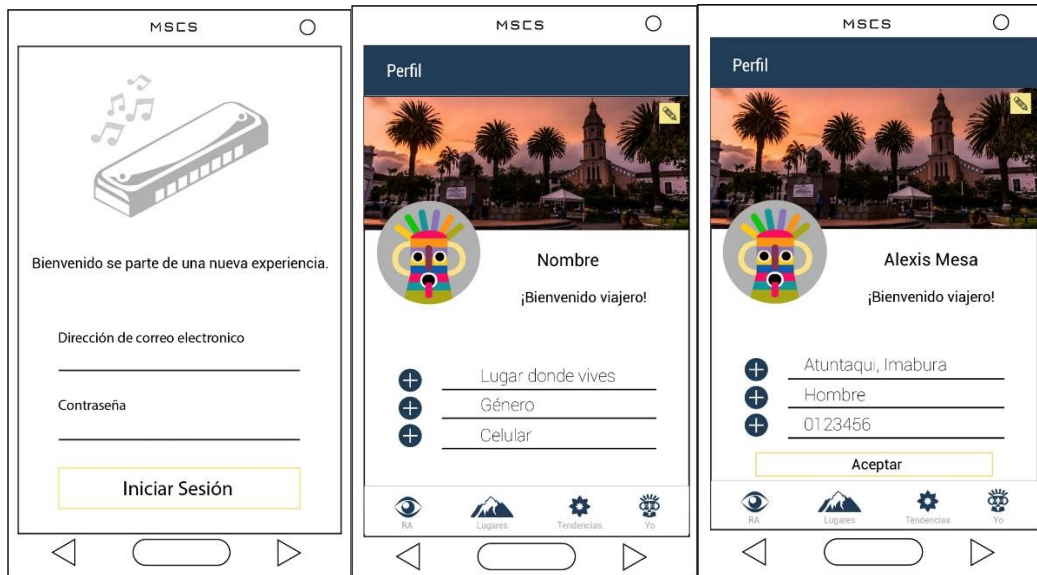 MSCS
Bienvenido se parte de una nueva experiencia.
Dirección de correo electronico
Contraseña
Iniciar Sesión
MSCS
Perfil
Nombre
¡Bienvenido viajero!
Lugar donde vives
Género
Celular
RA
Lugares
Tendencias
Yo
MSCS
Perfil
Alexis Mesa
¡Bienvenido viajero!
Atuntaqui, Imabura
Hombre
0123456
Aceptar
RA
Lugares
Tendencias
Yo